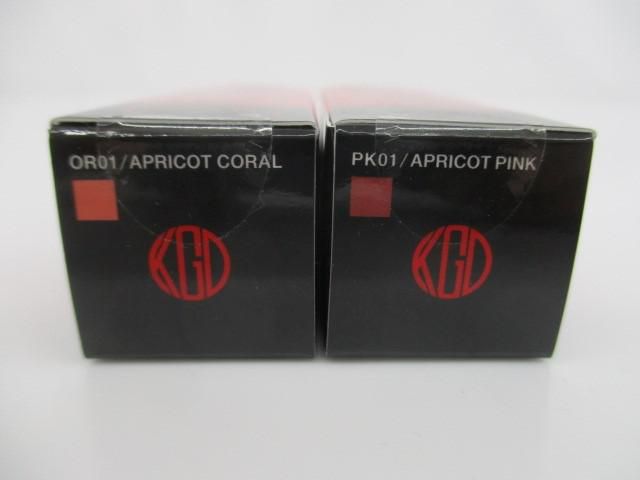 OR01/APRICOT CORAL
KGD
PK01/APRICOT PINK
KGD